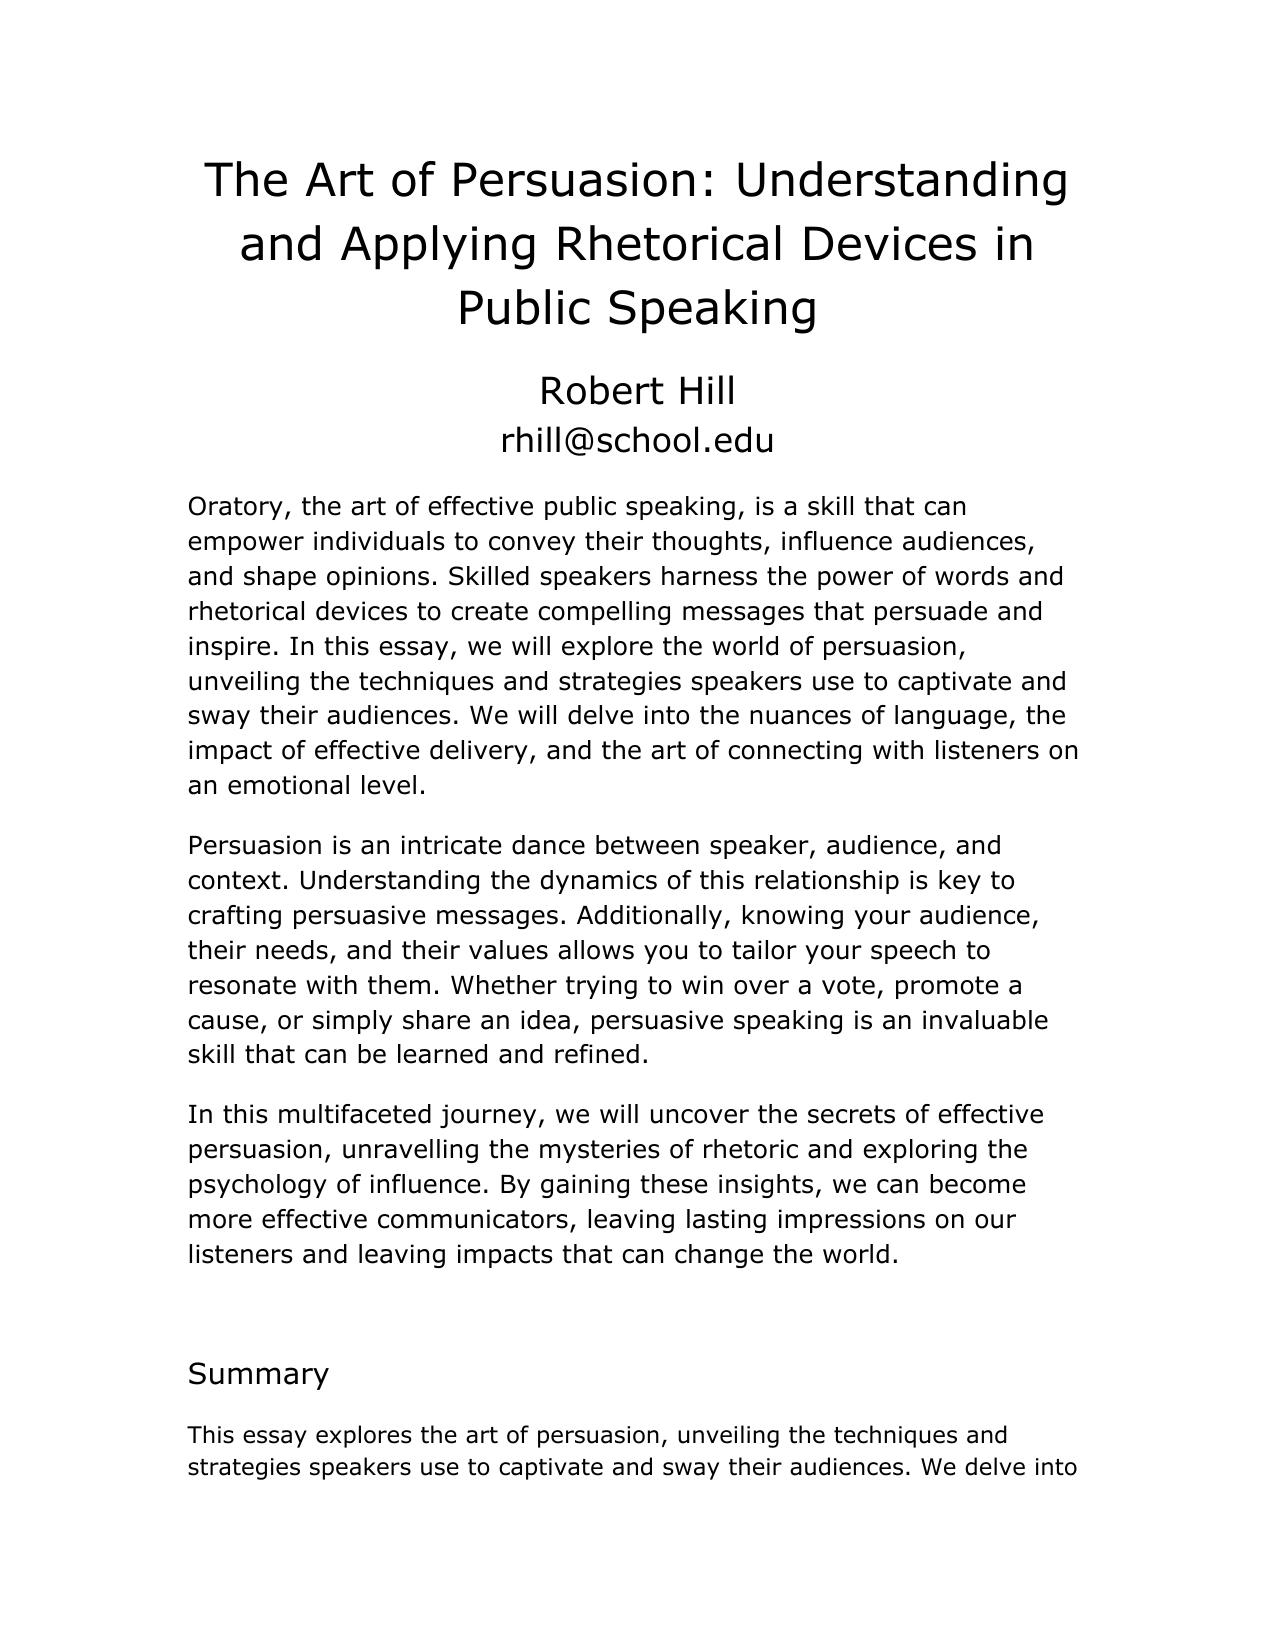 The Art of Persuasion: Understanding
and Applying Rhetorical Devices in
Public Speaking
Robert Hill
rhill@school.edu
Oratory, the art of effective public speaking, is a skill that can
empower individuals to convey their thoughts, influence audiences,
and shape opinions. Skilled speakers harness the power of words and
rhetorical devices to create compelling messages that persuade and
inspire. In this essay, we will explore the world of persuasion,
unveiling the techniques and strategies speakers use to captivate and
sway their audiences. We will delve into the nuances of language, the
impact of effective delivery, and the art of connecting with listeners on
an emotional level.
Persuasion is an intricate dance between speaker, audience, and
context. Understanding the dynamics of this relationship is key to
crafting persuasive messages. Additionally, knowing your audience,
their needs, and their values allows you to tailor your speech to
resonate with them. Whether trying to win over a vote, promote a
cause, or simply share an idea, persuasive speaking is an invaluable
skill that can be learned and refined.
In this multifaceted journey, we will uncover the secrets of effective
persuasion, unravelling the mysteries of rhetoric and exploring the
psychology of influence. By gaining these insights, we can become
more effective communicators, leaving lasting impressions on our
listeners and leaving impacts that can change the world.
Summary
This essay explores the art of persuasion, unveiling the techniques and
strategies speakers use to captivate and sway their audiences. We delve into